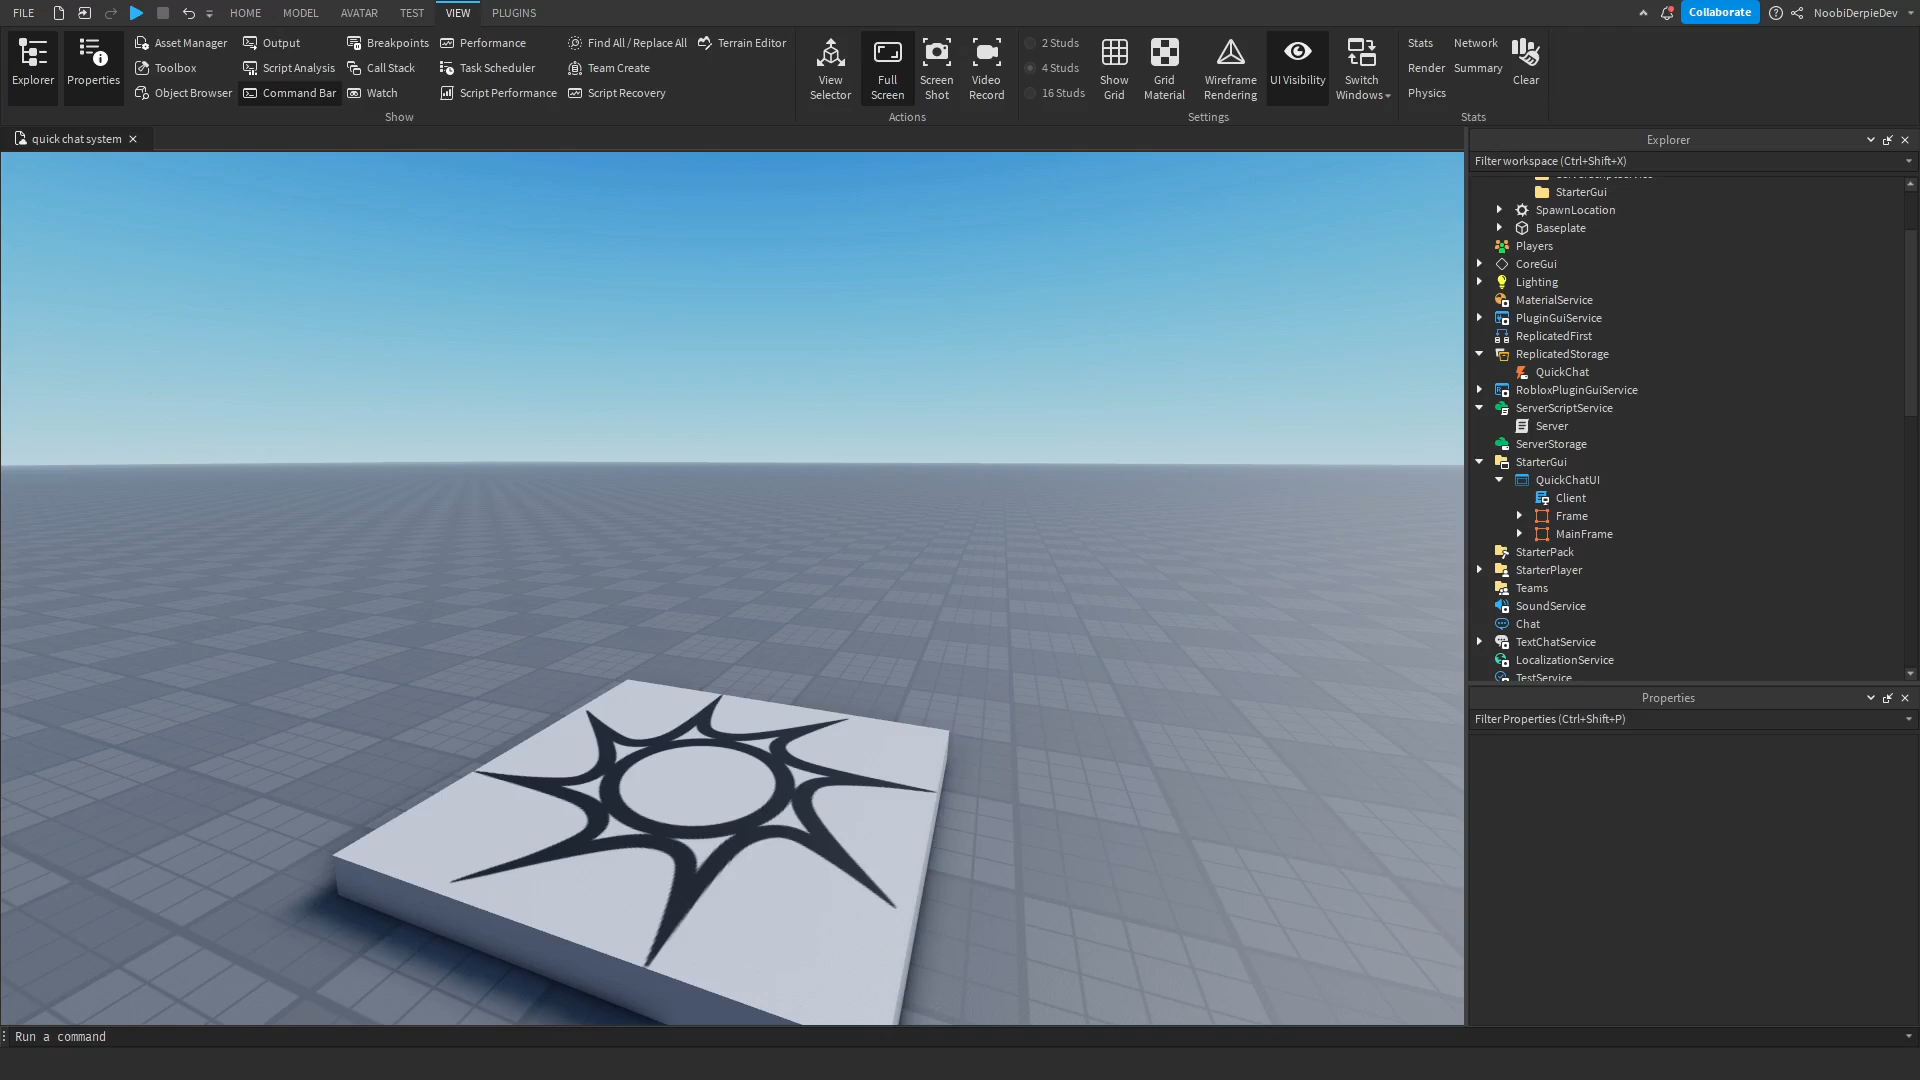 FILE HOME MODEL AVATAR TEST VIEW PLUGINS Collaborate NoobiDerpieDev
Explorer
Properties
Asset Manager
Toolbox
Object Browser
Output
Script Analysis
Command Bar
Breakpoints
Call Stack
Watch
Performance
Task Scheduler
Script Performance
Find All / Replace All
Team Create
Script Recovery
Terrain Editor
Show
View
Selector
Full
Screen
Screen
Shot
Video
Record
Actions
2 Studs
4 Studs
16 Studs
Show
Grid
Grid
Material
Wireframe
Rendering
UI Visibility
Switch
Windows
Settings
Stats
Render
Physics
Network
Summary
Clear
Stats
quick chat system
Explorer
Filter workspace (Ctrl+Shift+X)
ServerScriptService
StarterGui
SpawnLocation
Baseplate
Players
CoreGui
Lighting
MaterialService
PluginGuiService
ReplicatedFirst
ReplicatedStorage
QuickChat
RobloxPluginGuiService
ServerScriptService
Server
ServerStorage
StarterGui
QuickChatUI
Client
Frame
MainFrame
StarterPack
StarterPlayer
Teams
SoundService
Chat
TextChatService
LocalizationService
TestService
Properties
Filter Properties (Ctrl+Shift+P)
Run a command